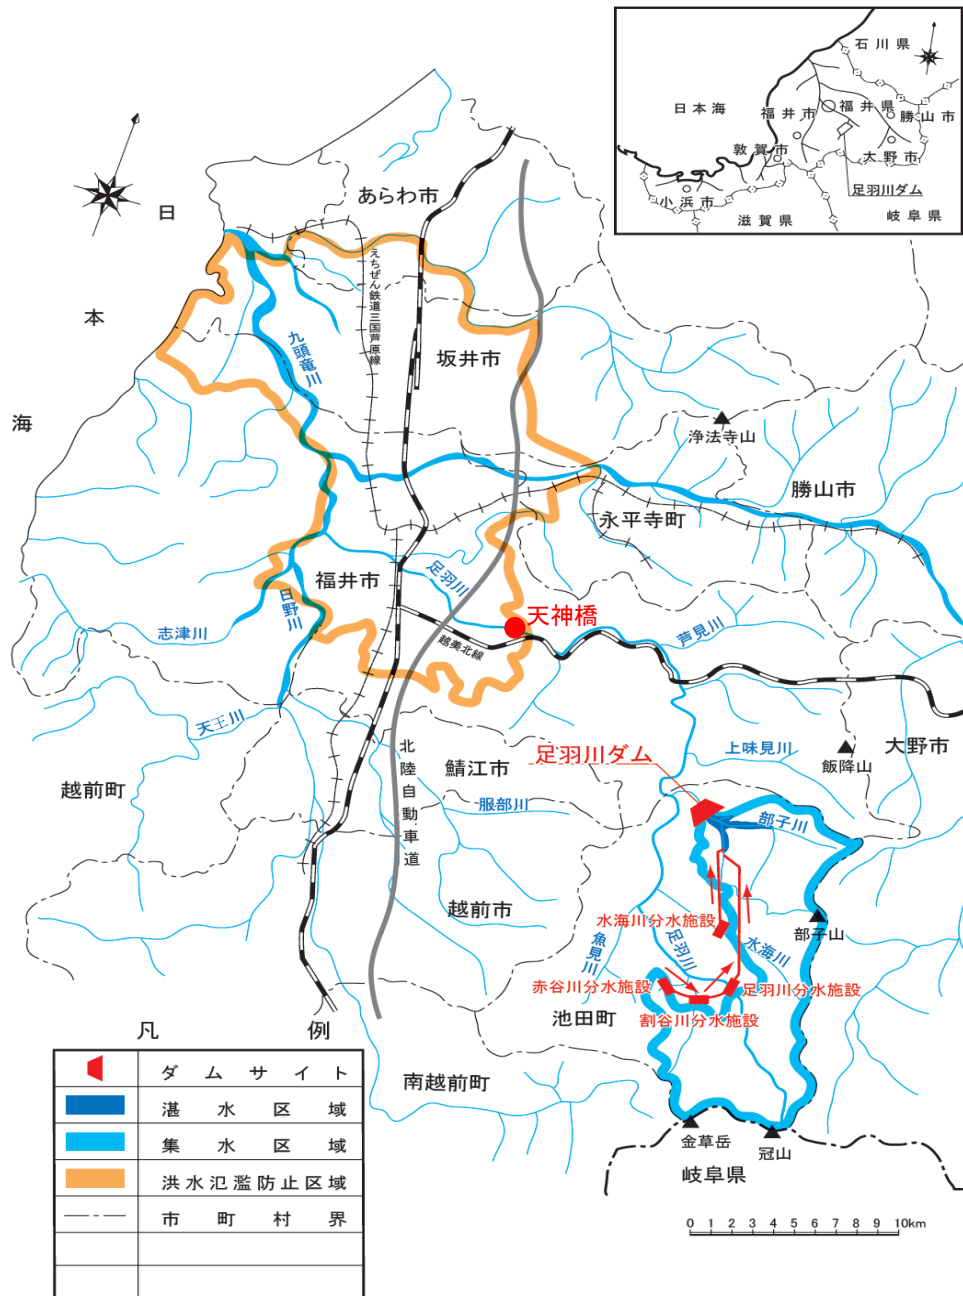 石川県
日本海
福井市
福井県
勝山市
敦賀市
大野市
足羽川ダム
小浜市
滋賀県
岐阜県
日
本
海
あらわ市
えちぜん鉄道三国芦原線
九頭竜川
坂井市
浄法寺山
勝山市
永平寺町
福井市
足羽川
日野川
天神橋
志津川
芦見川
越美北線
天王川
足羽川ダム
上味見川
大野市
飯降山
北陸自動車道
鯖江市
越前町
服部川
部子川
越前市
水海川分水施設
部子山
魚見川
足羽川
水海川
赤谷川分水施設
足羽川分水施設
池田町
割谷川分水施設
南越前町
金草岳
冠山
岐阜県
凡例
ダムサイト
湛水区域
集水区域
洪水氾濫防止区域
市町村界
0 1 2 3 4 5 6 7 8 9 10km